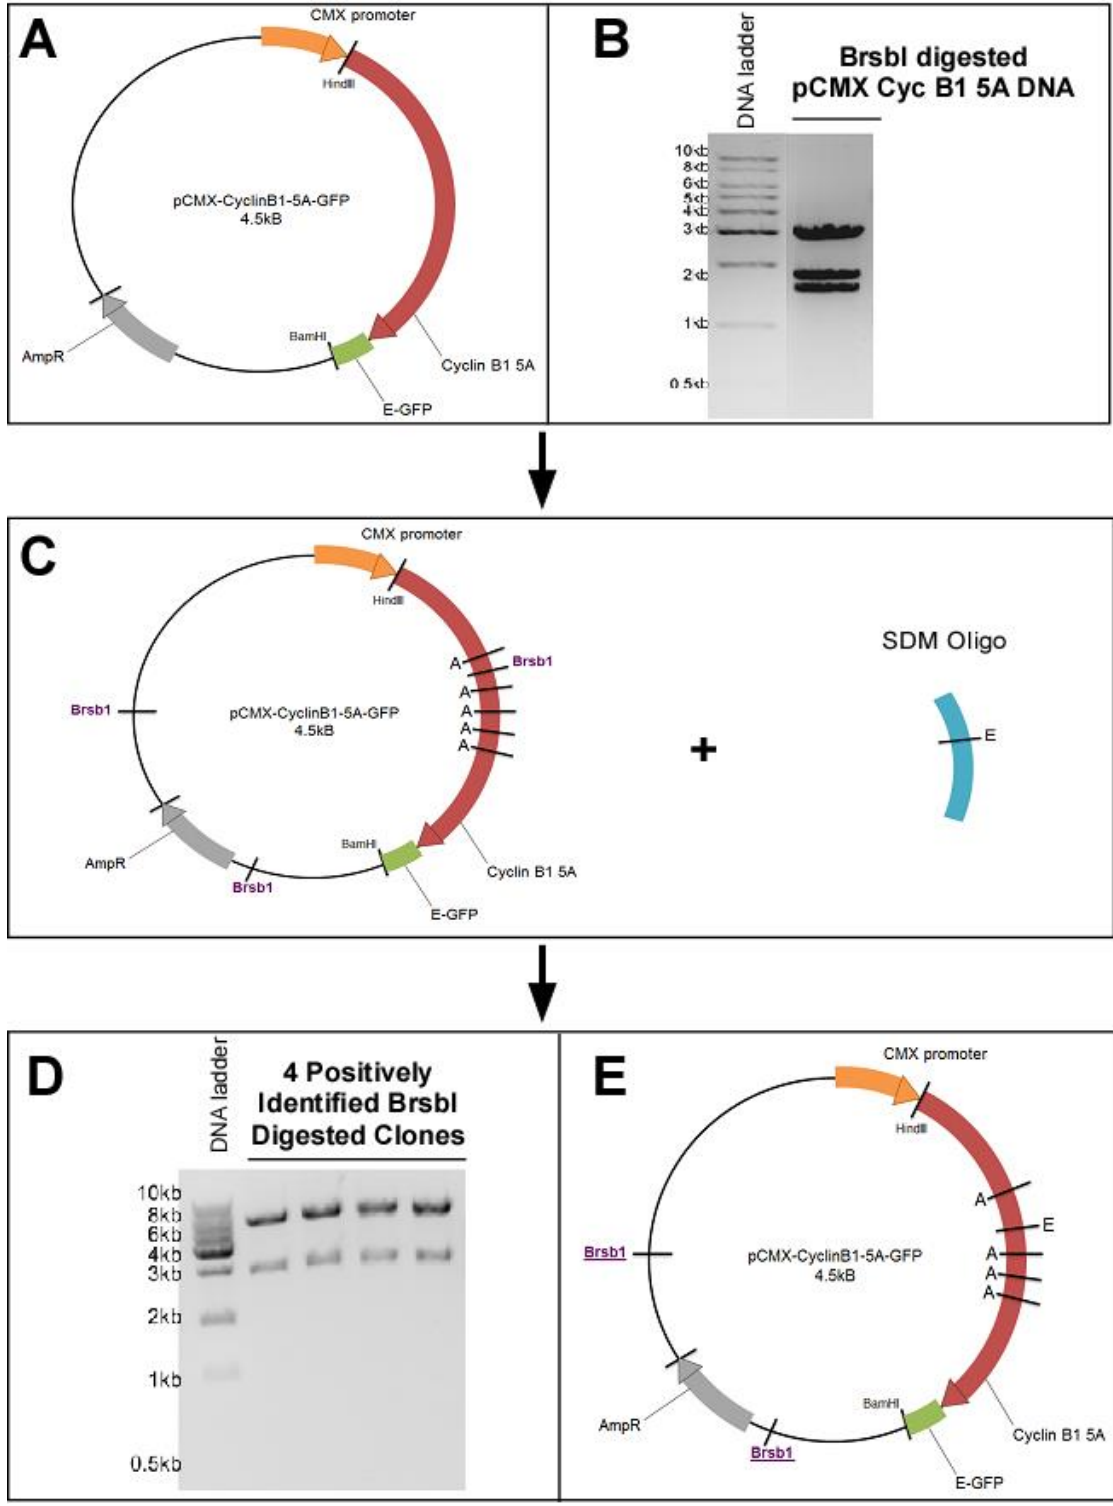 A
CMX promoter
HindIII
pCMX-CyclinB1-5A-GFP
4.5kB
BamHI
AmpR
Cyclin B1 5A
E-GFP
B
DNA ladder
Brsbl digested
pCMX Cyc B1 5A DNA
10kb
8kb
6kb
5kb
4kb
3kb
2kb
1kb
0.5kb
C
CMX promoter
HindIII
A
Brsb1
A
A
A
A
Brsb1
pCMX-CyclinB1-5A-GFP
4.5kB
BamHI
AmpR
Brsb1
Cyclin B1 5A
E-GFP
+
SDM Oligo
E
D
DNA ladder
4 Positively
Identified Brsbl
Digested Clones
10kb
8kb
6kb
4kb
3kb
2kb
1kb
0.5kb
E
CMX promoter
HindIII
A
E
A
A
A
Brsb1
pCMX-CyclinB1-5A-GFP
4.5kB
BamHI
AmpR
Brsb1
Cyclin B1 5A
E-GFP